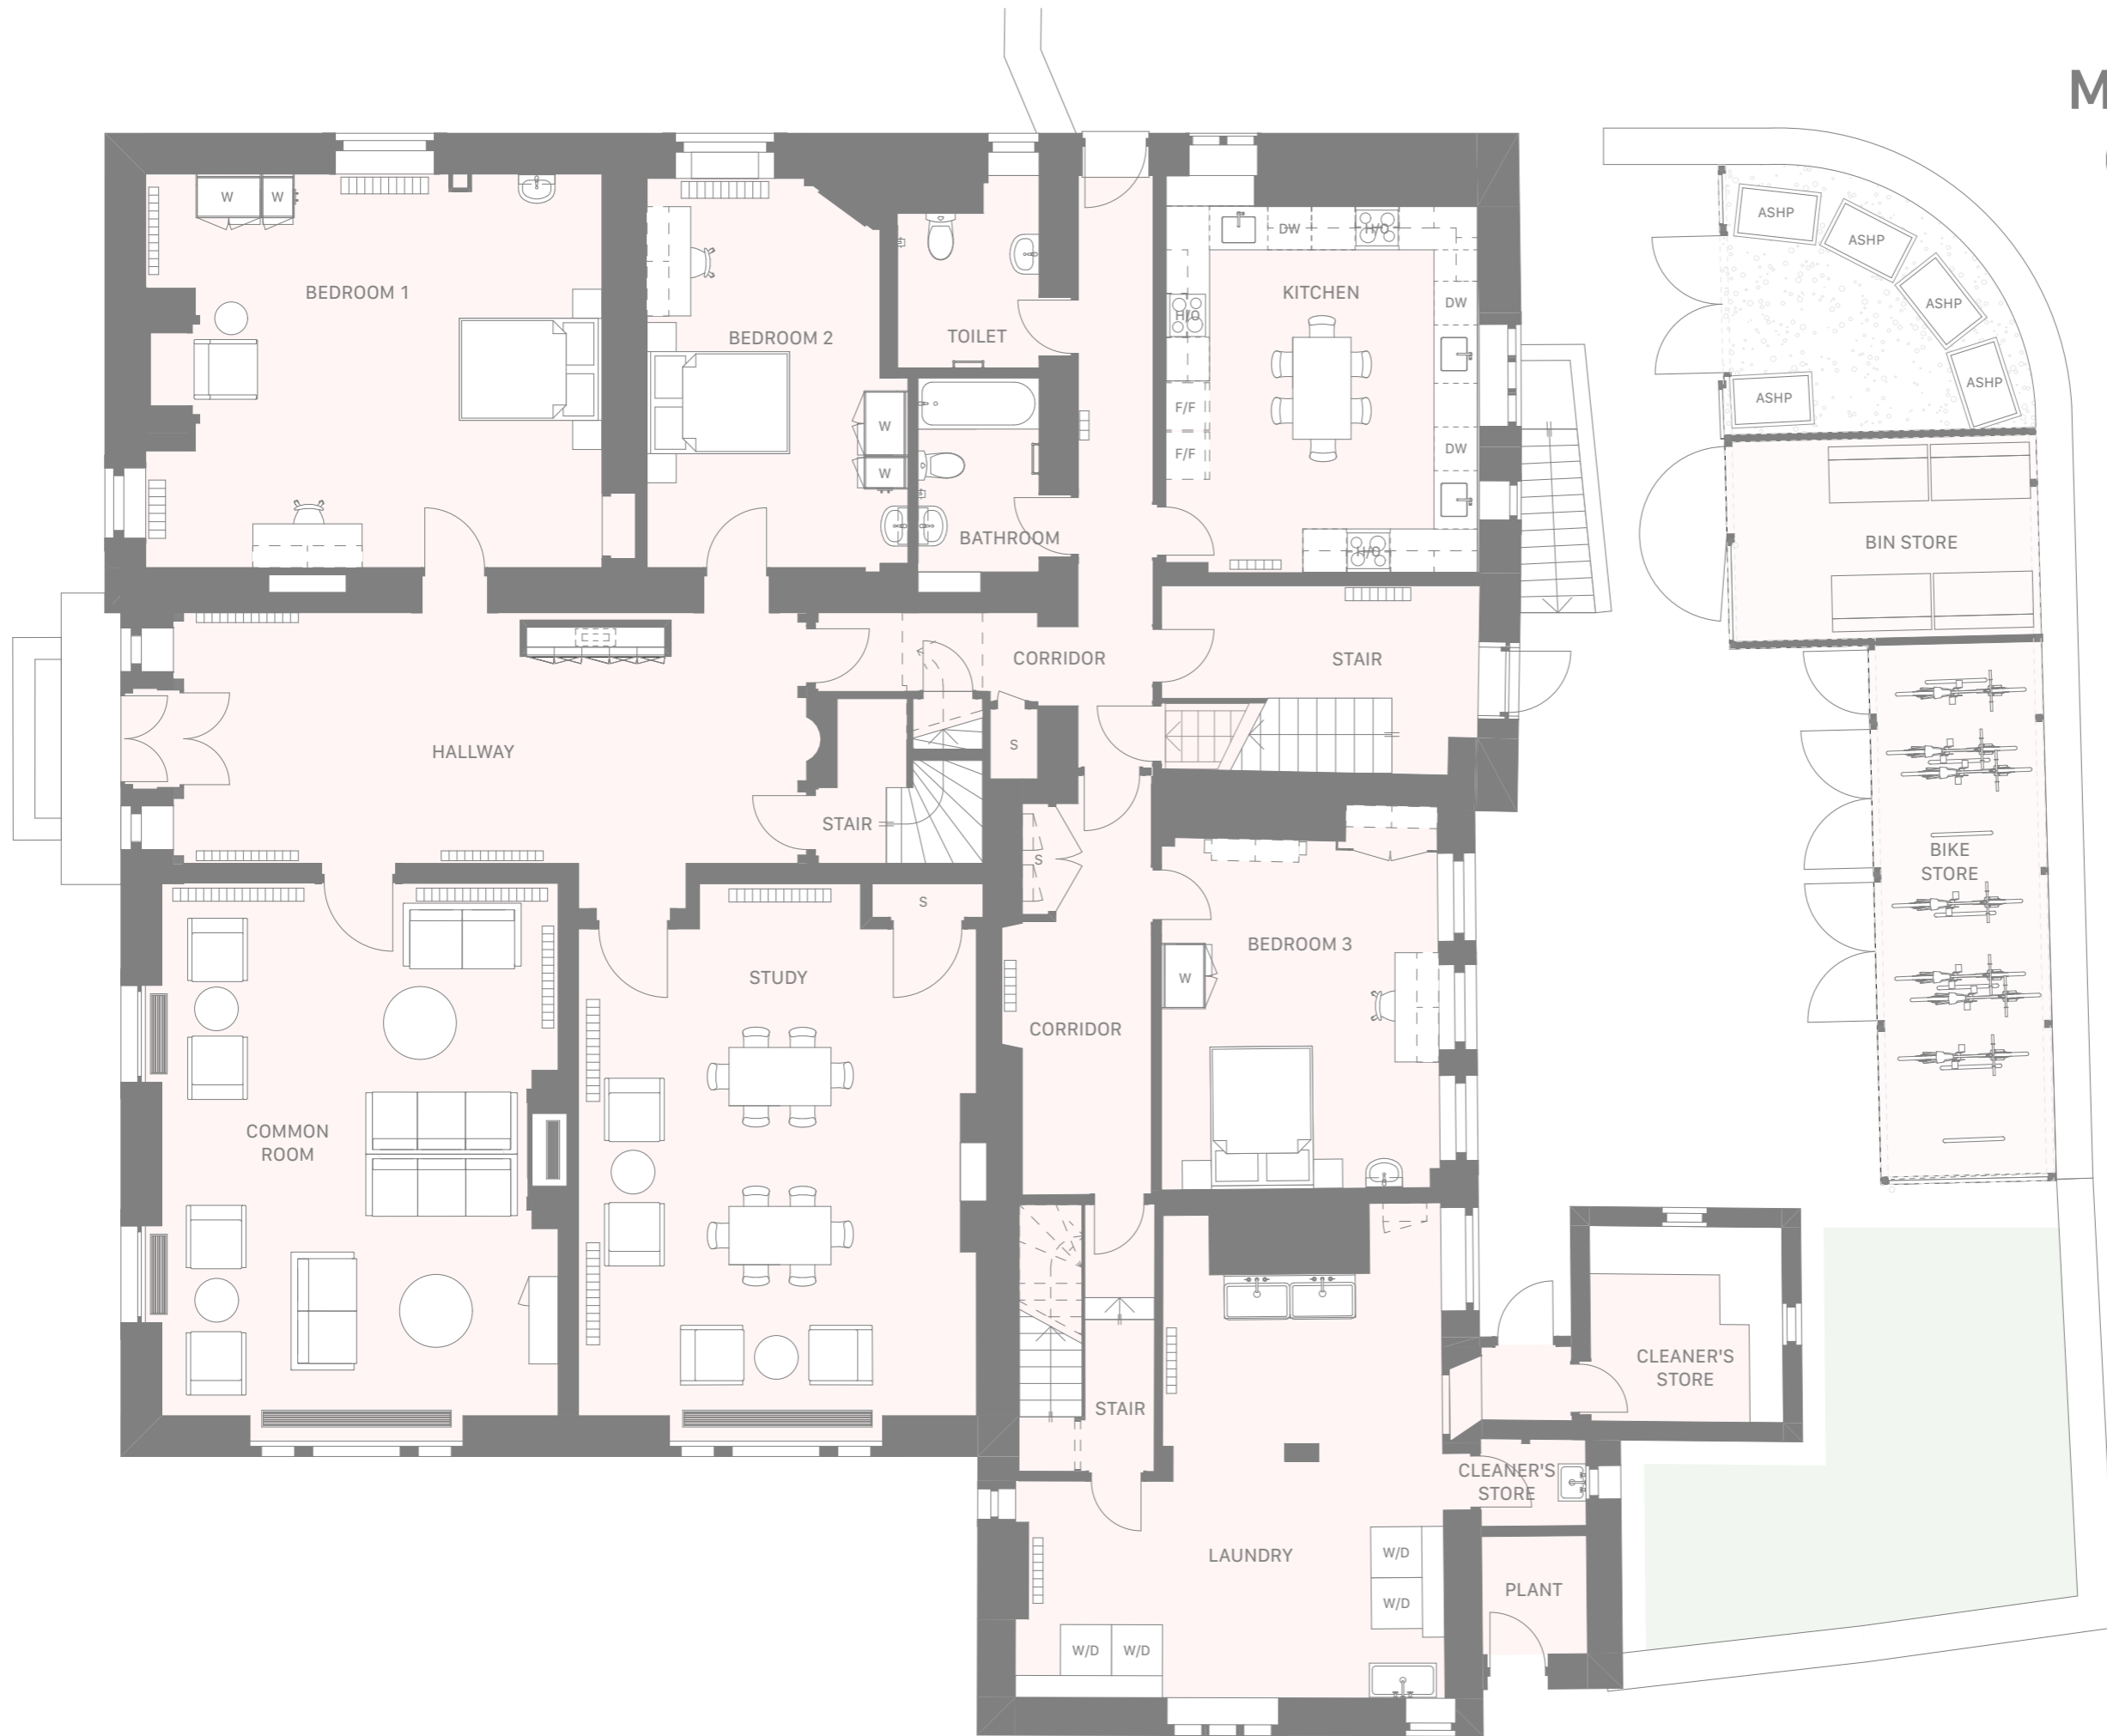 M
W
W
BEDROOM 1
BEDROOM 2
W
W
TOILET
BATHROOM
KITCHEN
DW
H/O
DW
H/O
F/F
F/F
DW
H/O
ASHP
ASHP
ASHP
ASHP
ASHP
BIN STORE
CORRIDOR
STAIR
S
HALLWAY
STAIR
S
BIKE
STORE
S
BEDROOM 3
W
STUDY
CORRIDOR
COMMON
ROOM
STAIR
CLEANER'S
STORE
CLEANER'S
STORE
LAUNDRY
W/D
W/D
PLANT
W/D
W/D